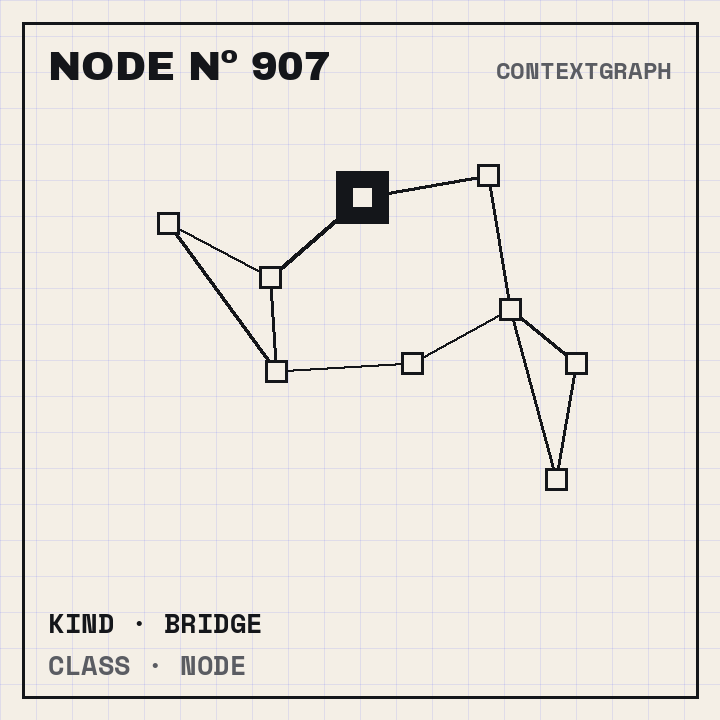 NODE Nº 907
CONTEXTGRAPH
KIND · BRIDGE
CLASS · NODE